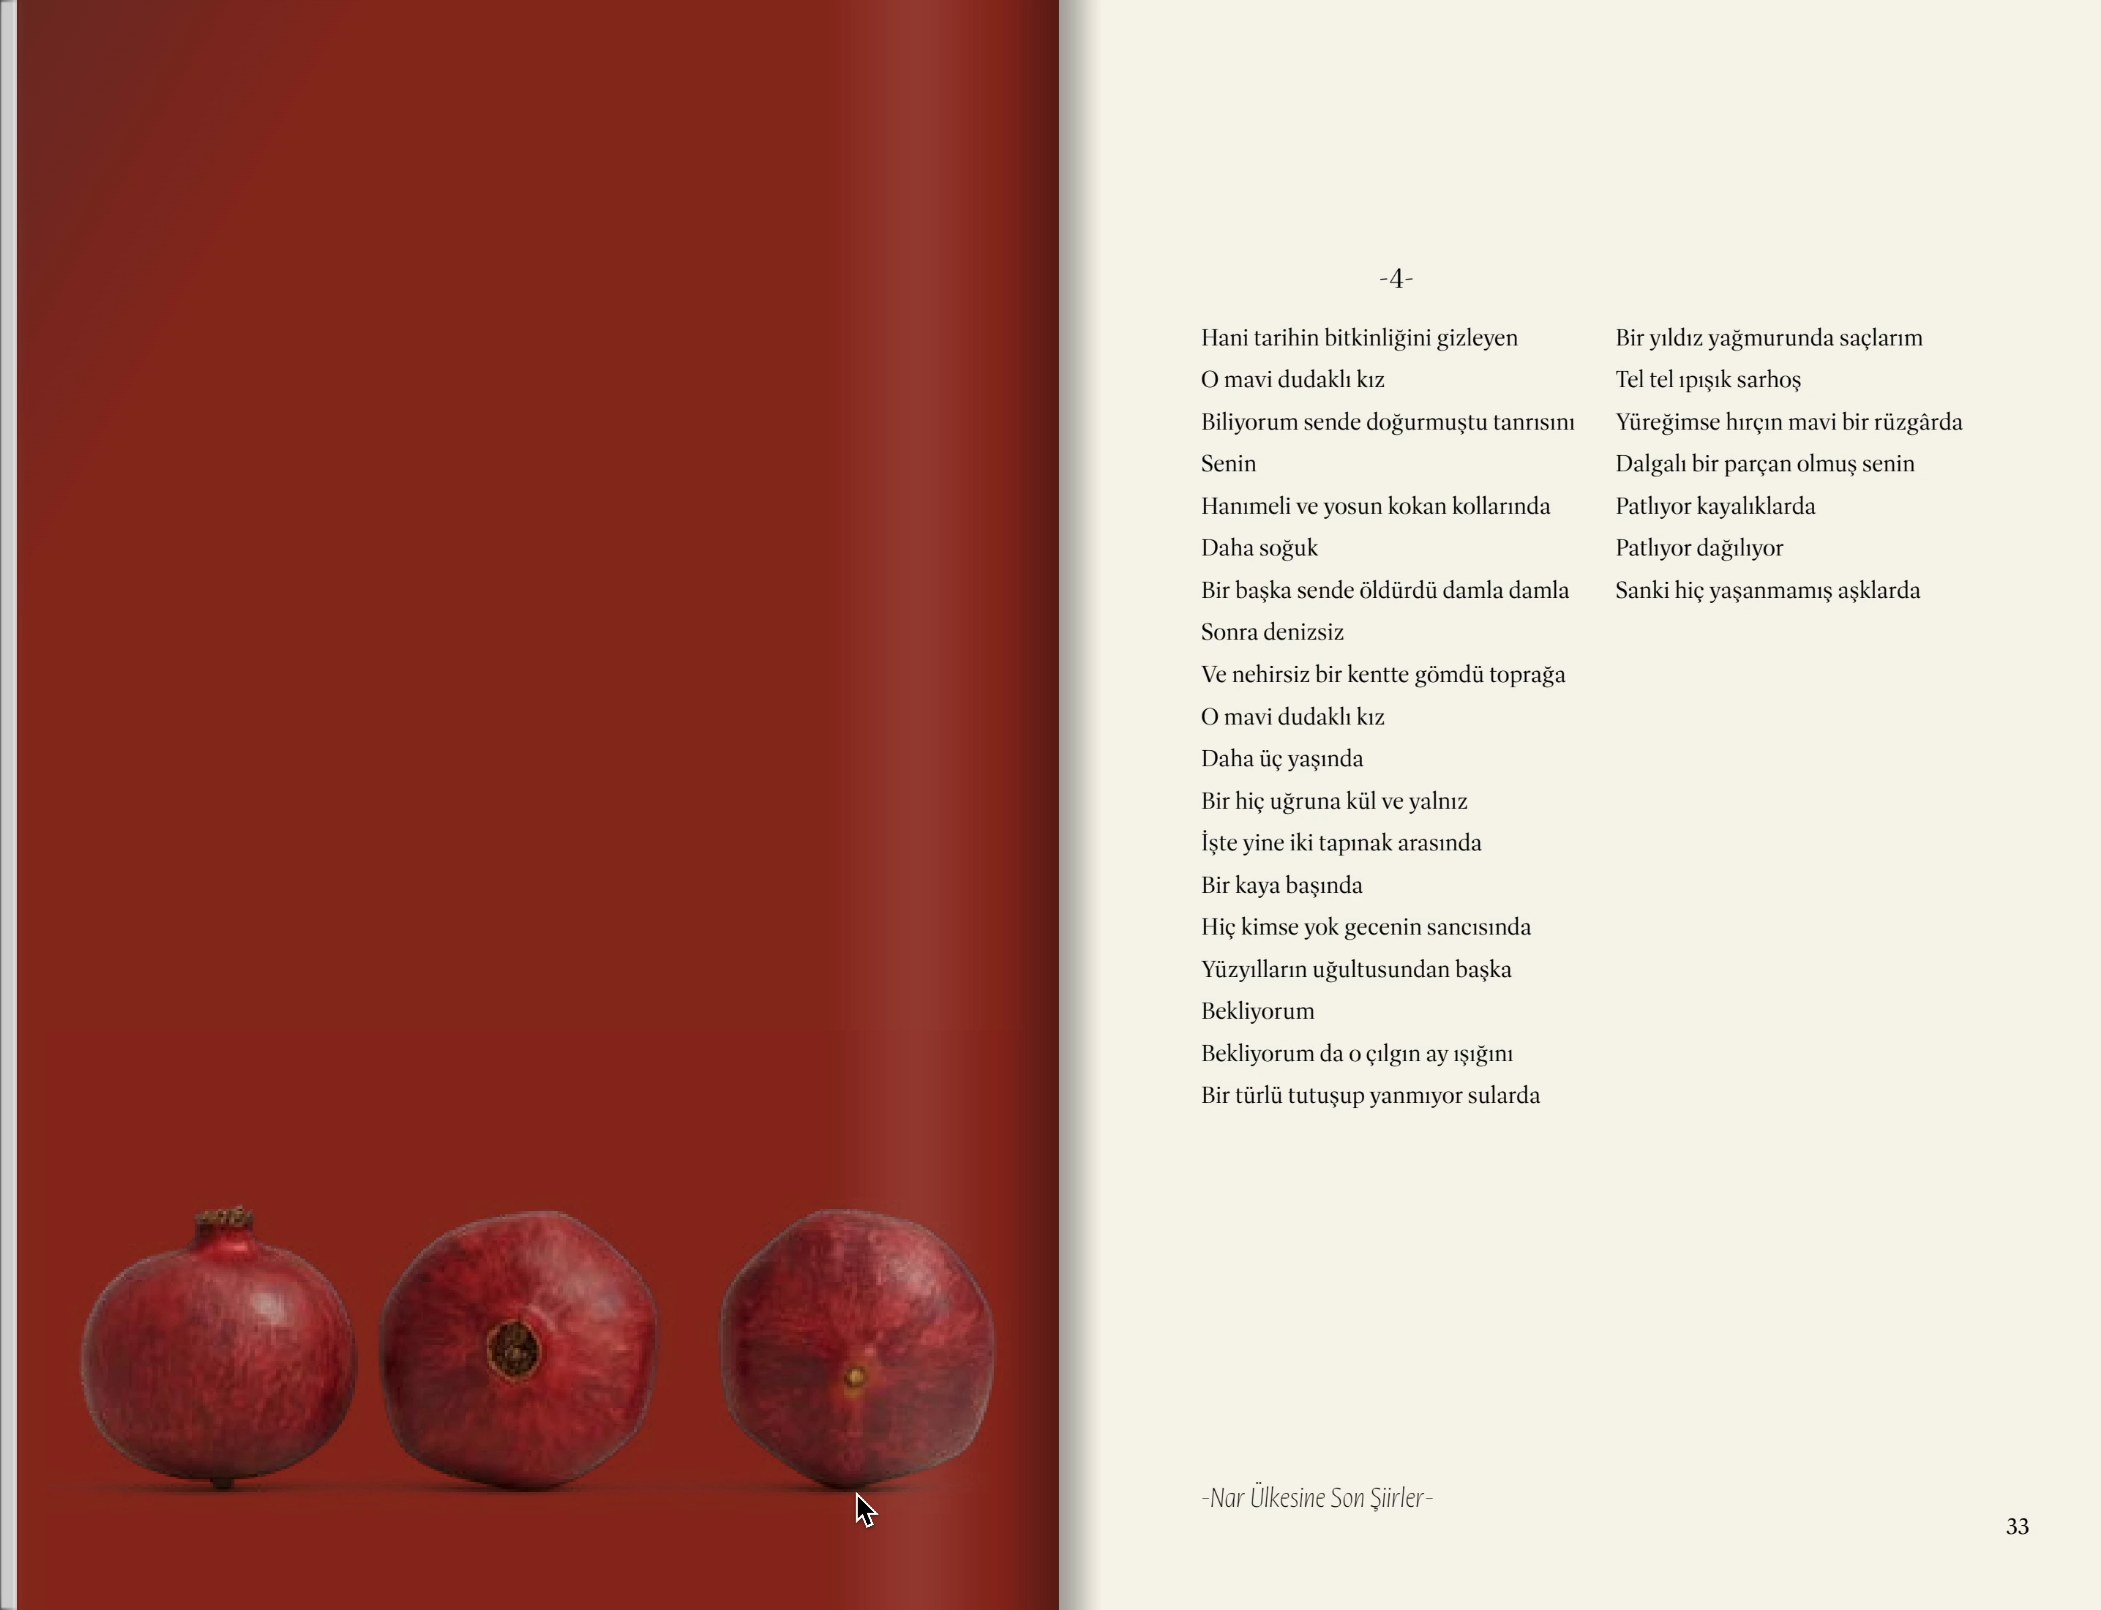 -4-
Hani tarihin bitkinliğini gizleyen
O mavi dudaklı kız
Biliyorum sende doğurmuştu tanrısını
Senin
Hanımeli ve yosun kokan kollarında
Daha soğuk
Bir başka sende öldürdü damla damla
Sonra denizsiz
Ve nehirsiz bir kentte gömdü toprağa
O mavi dudaklı kız
Daha üç yaşında
Bir hiç uğruna kül ve yalnız
İşte yine iki tapınak arasında
Bir kaya başında
Hiç kimse yok gecenin sancısında
Yüzyılların uğultusundan başka
Bekliyorum
Bekliyorum da o çılgın ay ışığını
Bir türlü tutuşup yanmıyor sularda
Bir yıldız yağmurunda saçlarım
Tel tel ıpışık sarhoş
Yüreğimse hırçın mavi bir rüzgârda
Dalgalı bir parçan olmuş senin
Patlıyor kayalıklarda
Patlıyor dağılıyor
Sanki hiç yaşanmamış aşklarda
-Nar Ülkesine Son Şiirler-
33